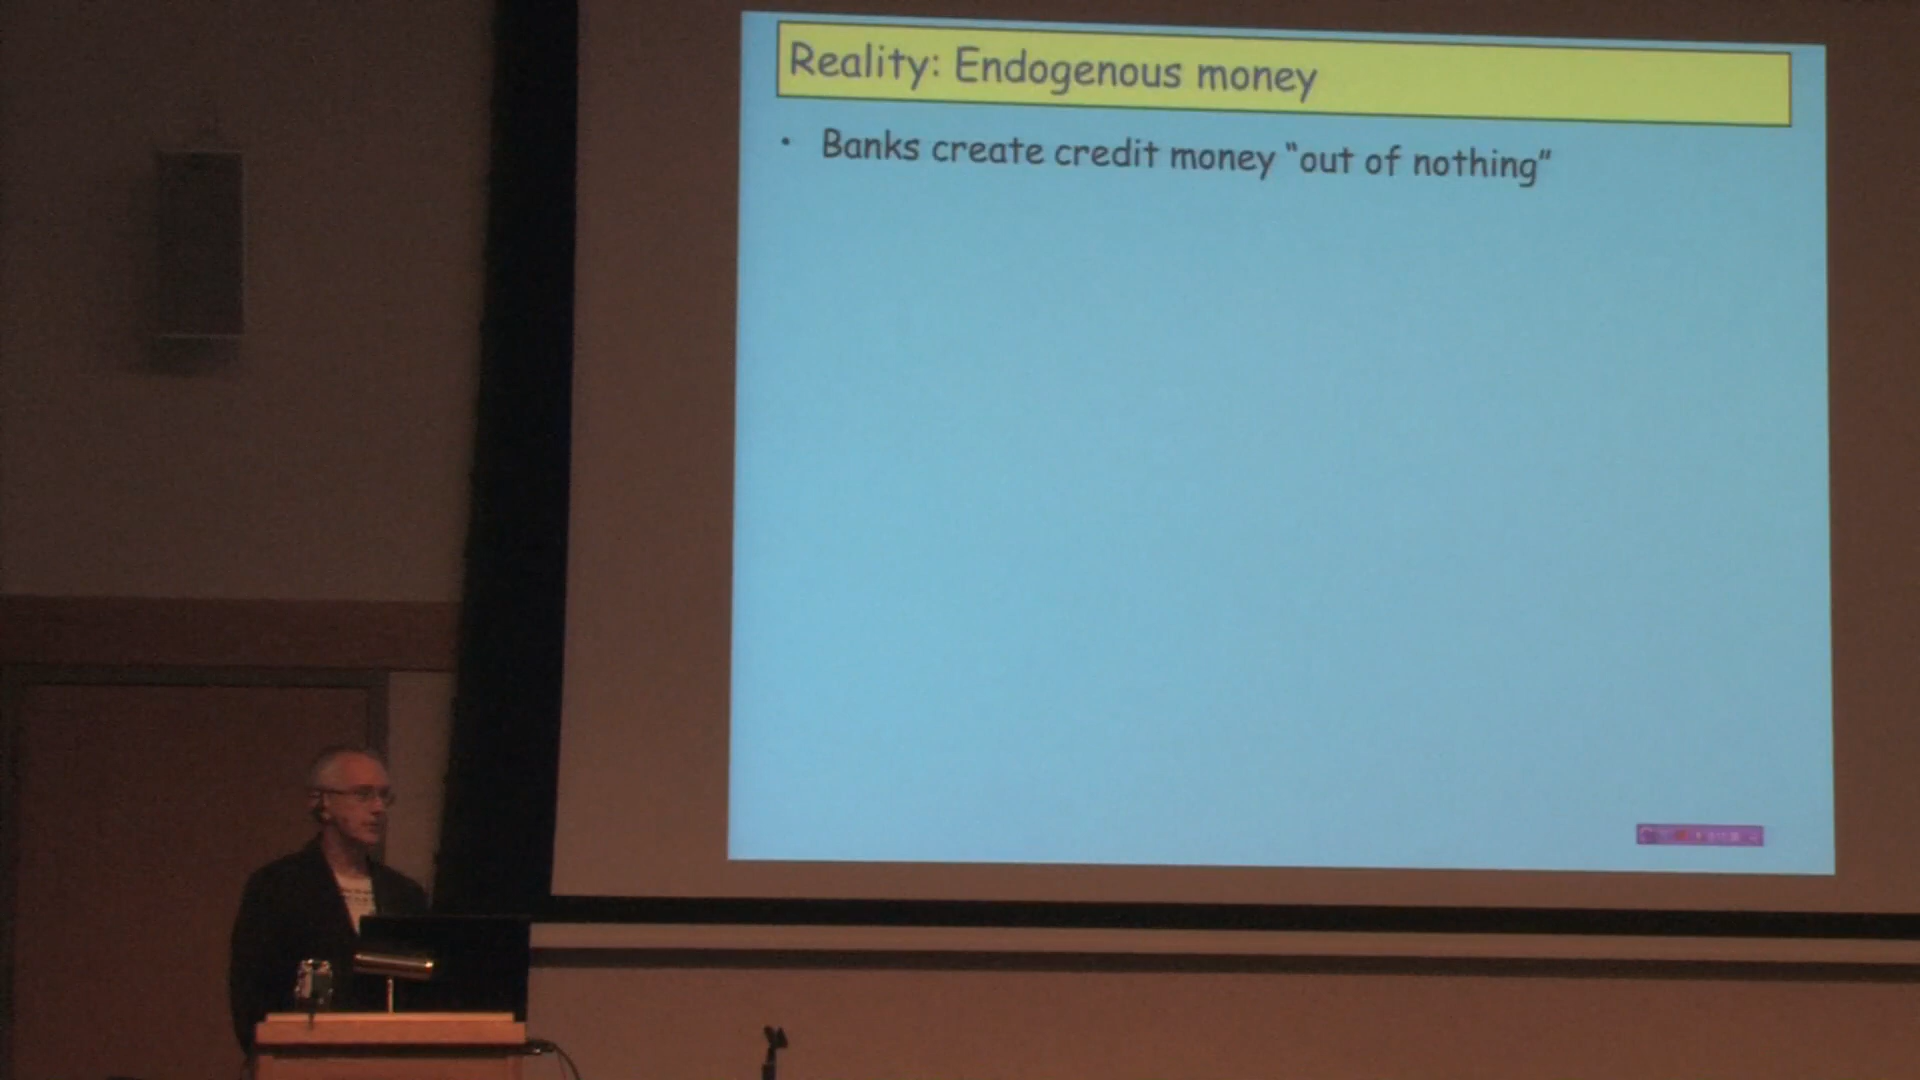 Reality: Endogenous money
• Banks create credit money “out of nothing”